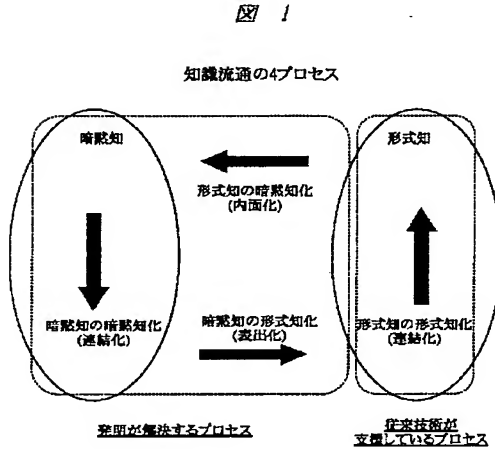 図 1
知識流通の4プロセス
暗黙知
形式知
形式知の暗黙知化
(内面化)
暗黙知の暗黙知化
(連結化)
暗黙知の形式知化
(表出化)
形式知の形式知化
(連結化)
発明が解決するプロセス
従来技術が
支援しているプロセス